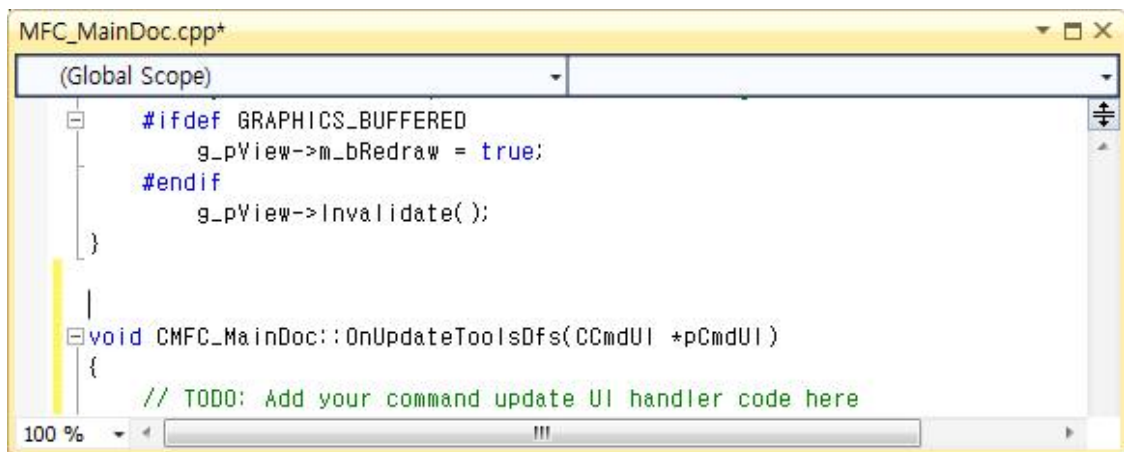 MFC_MainDoc.cpp*
(Global Scope)
#ifdef GRAPHICS_BUFFERED
g_pView->m_bRedraw = true;
#endif
g_pView->Invalidate();
}
void CMFC_MainDoc::OnUpdateToolsDfs(CCmdUI *pCmdUI)
{
// TODO: Add your command update UI handler code here
100 %